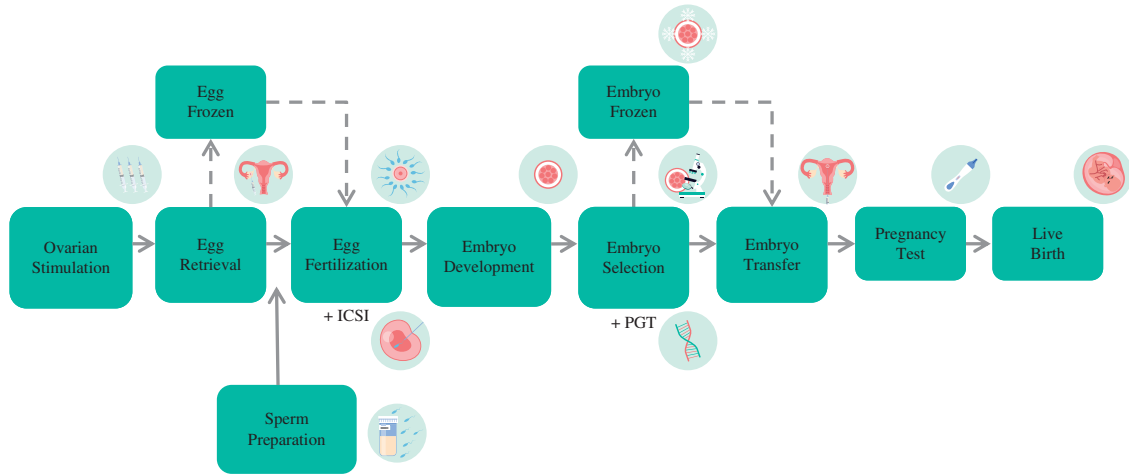 Egg
Frozen
Embryo
Frozen
Ovarian
Stimulation
Egg
Retrieval
Egg
Fertilization
Embryo
Development
Embryo
Selection
Embryo
Transfer
Pregnancy
Test
Live
Birth
+ ICSI
+ PGT
Sperm
Preparation